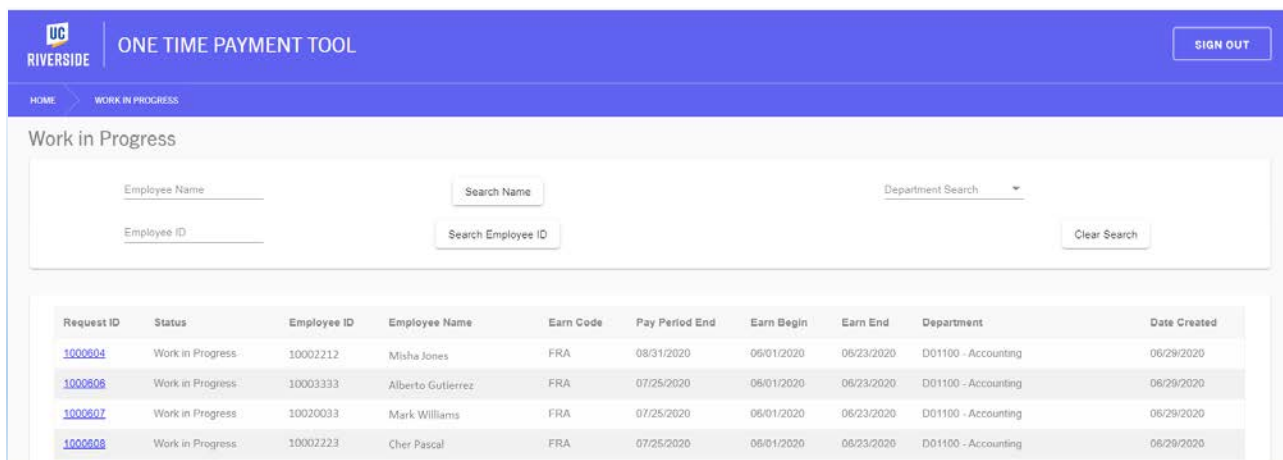 UC
RIVERSIDE
ONE TIME PAYMENT TOOL
SIGN OUT
HOME WORK IN PROGRESS
Work in Progress
Employee Name Search Name Department Search
Employee ID Search Employee ID Clear Search
Request ID Status Employee ID Employee Name Earn Code Pay Period End Earn Begin Earn End Department Date Created
1000604 Work in Progress 10002212 Misha Jones FRA 08/31/2020 06/01/2020 06/23/2020 D01100 - Accounting 06/29/2020
1000606 Work in Progress 10003333 Alberto Gutierrez FRA 07/25/2020 06/01/2020 06/23/2020 D01100 - Accounting 06/29/2020
1000607 Work in Progress 10020033 Mark Williams FRA 07/25/2020 06/01/2020 06/23/2020 D01100 - Accounting 06/29/2020
1000608 Work in Progress 10002223 Cher Pascal FRA 07/25/2020 06/01/2020 06/23/2020 D01100 - Accounting 06/29/2020